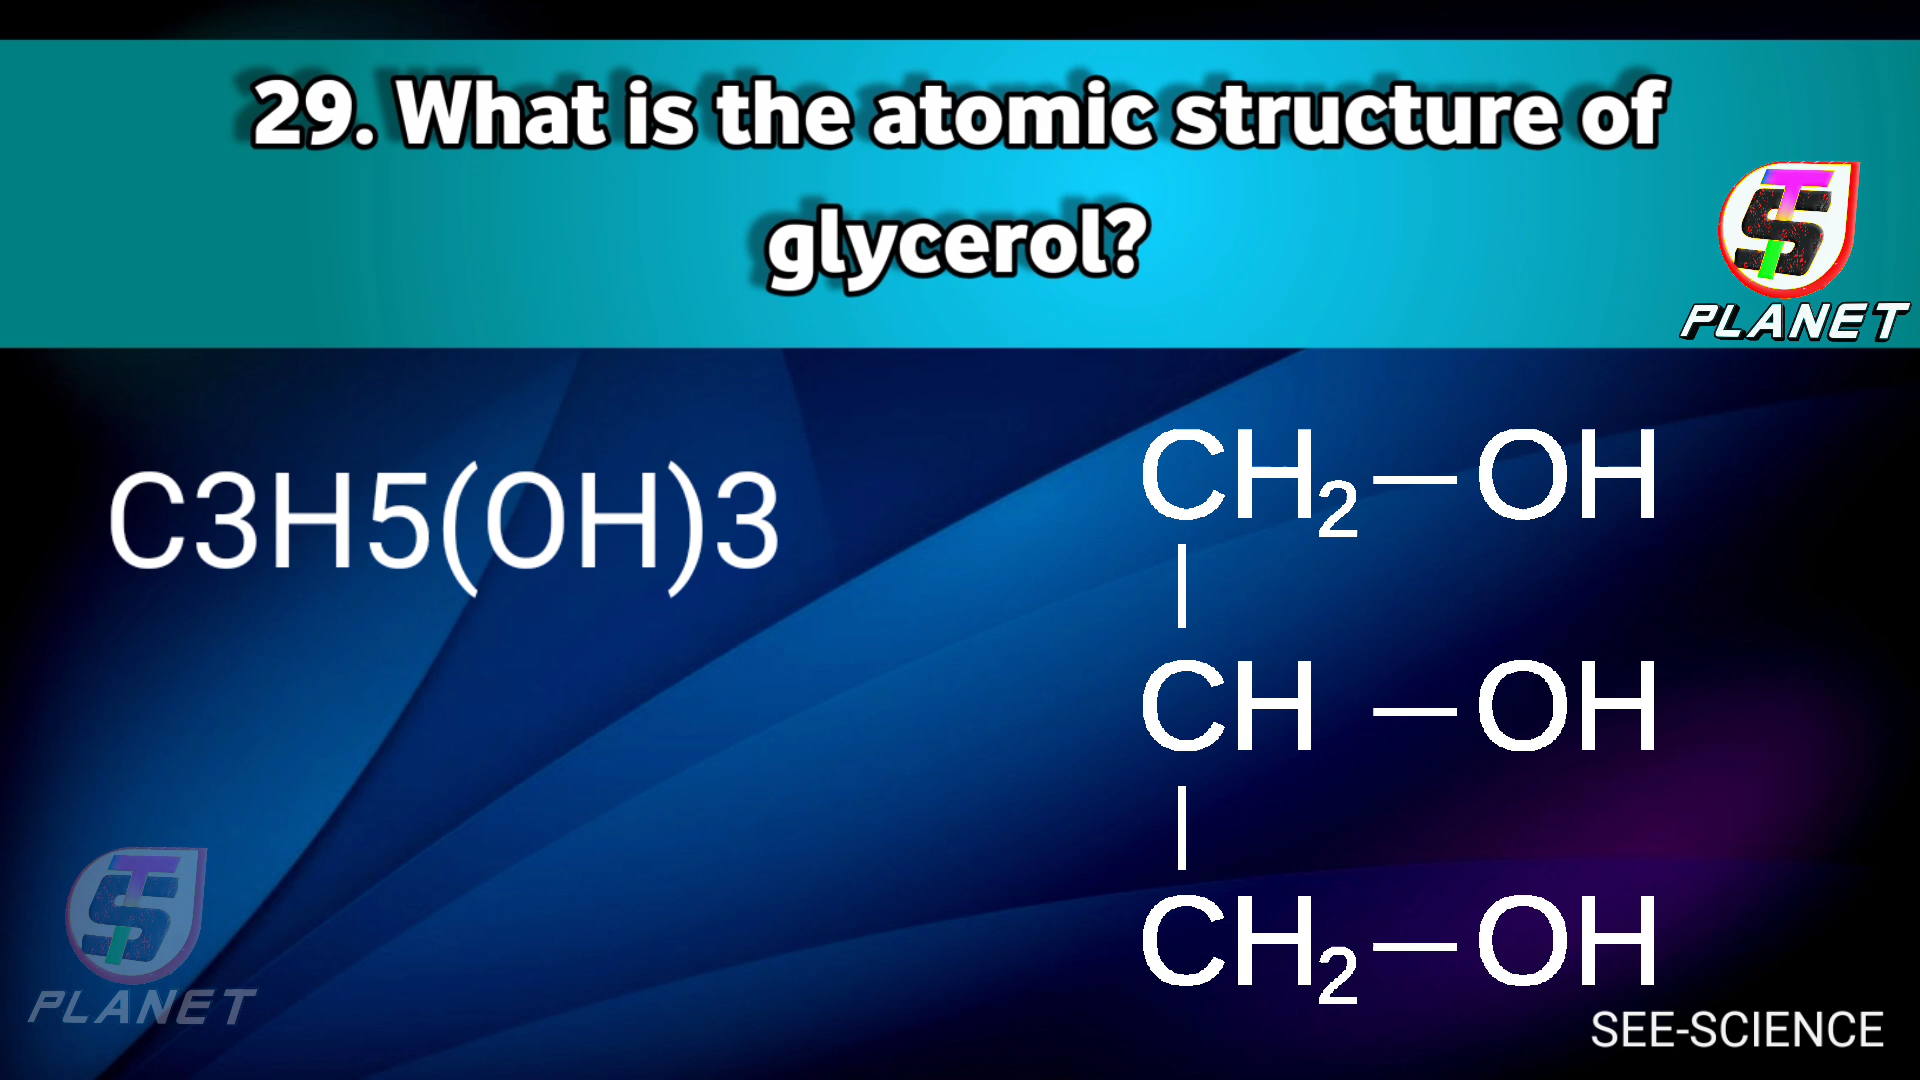 29. What is the atomic structure of
glycerol?
PLANET
C3H5(OH)3
CH₂—OH
|
CH —OH
|
CH₂—OH
PLANET
SEE-SCIENCE